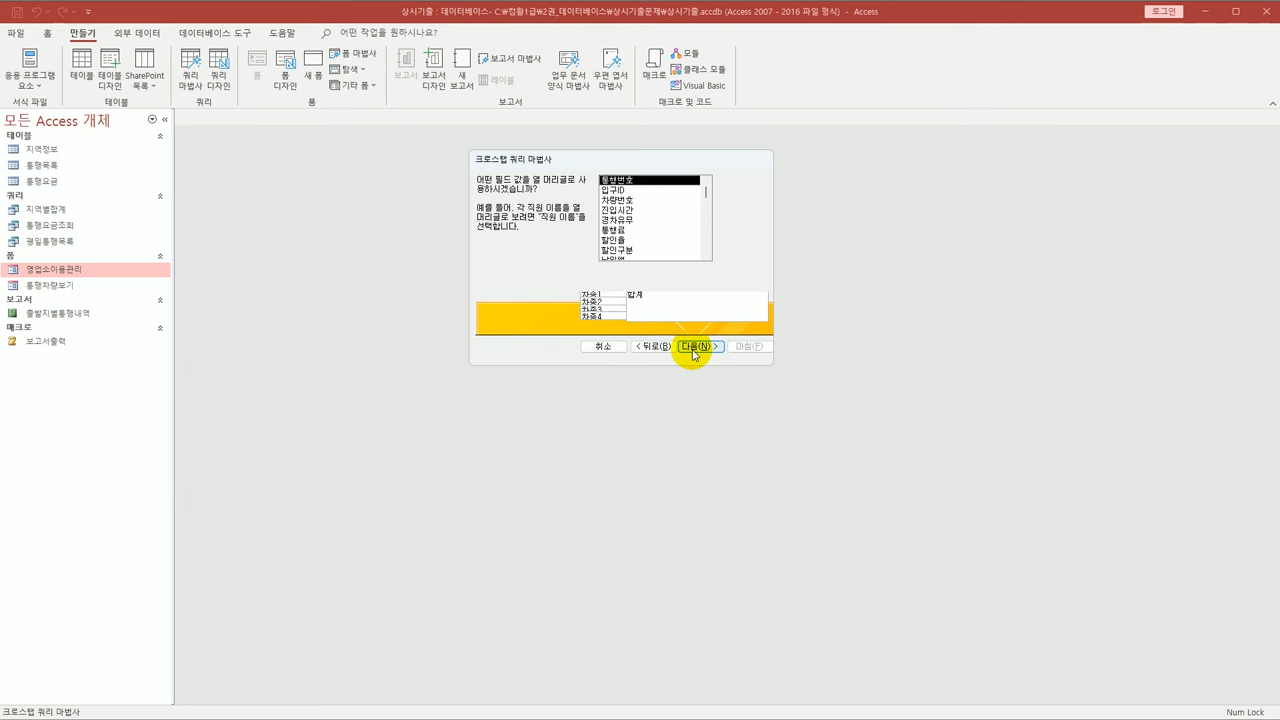 상시기출 : 데이터베이스- C:₩컴활1급₩2권_데이터베이스₩상시기출문제₩상시기출.accdb (Access 2007 - 2016 파일 형식) - Access
로그인
파일 홈 만들기 외부 데이터 데이터베이스 도구 도움말 어떤 작업을 원하시나요?
응용 프로그램 요소
테이블
테이블 디자인
SharePoint 목록
쿼리 마법사
쿼리 디자인
폼
폼 디자인
새 폼
폼 마법사
탐색
기타 폼
보고서
보고서 디자인
새 보고서
보고서 마법사
레이블
업무 문서 양식 마법사
우편 엽서 마법사
매크로
모듈
클래스 모듈
Visual Basic
서식 파일 테이블 쿼리 폼 보고서 매크로 및 코드
모든 Access 개체
테이블
지역정보
통행목록
통행요금
쿼리
지역별합계
통행요금조회
평일통행목록
폼
영업소이용관리
통행차량보기
보고서
출발지별통행내역
매크로
보고서출력
크로스탭 쿼리 마법사
어떤 필드 값을 열 머리글로 사
용하시겠습니까?
예를 들어, 각 직원 이름을 열
머리글로 보려면 "직원 이름"을
선택합니다.
통행번호
입구ID
차량번호
진입시간
경차유무
통행료
할인율
할인구분
차종1 합계
차종2
차종3
차종4
취소 < 뒤로(B) 다음(N) > 마침(F)
크로스탭 쿼리 마법사
Num Lock